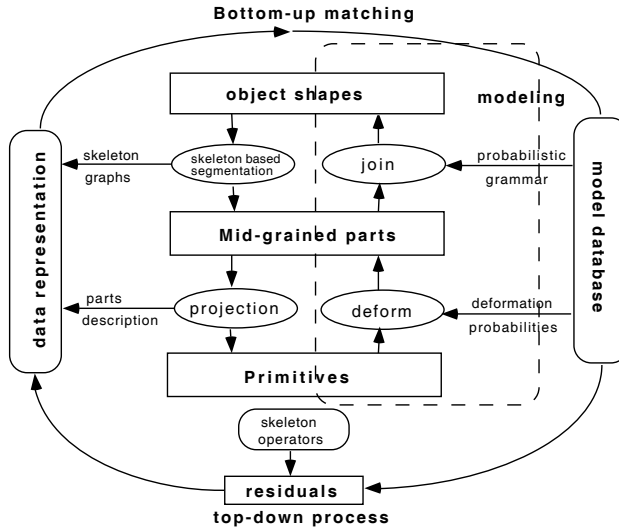 Bottom-up matching
object shapes
modeling
skeleton
graphs
skeleton based
segmentation
join
probabilistic
grammar
data representation
model database
Mid-grained parts
parts
description
projection
deform
deformation
probabilities
Primitives
skeleton
operators
residuals
top-down process